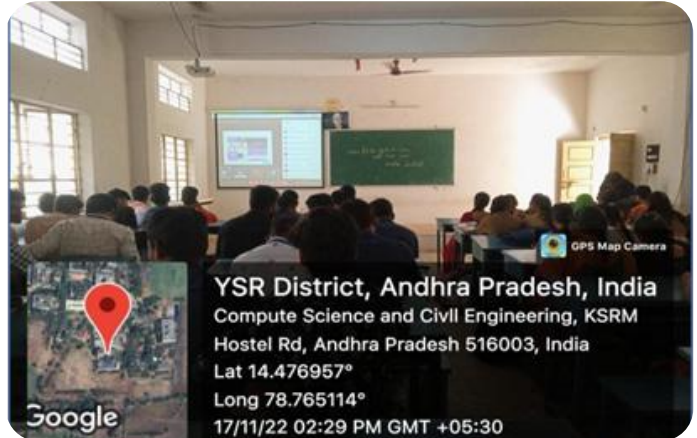 GPS Map Camera
YSR District, Andhra Pradesh, India
Compute Science and Civil Engineering, KSRM
Hostel Rd, Andhra Pradesh 516003, India
Lat 14.476957°
Long 78.765114°
17/11/22 02:29 PM GMT +05:30
Google